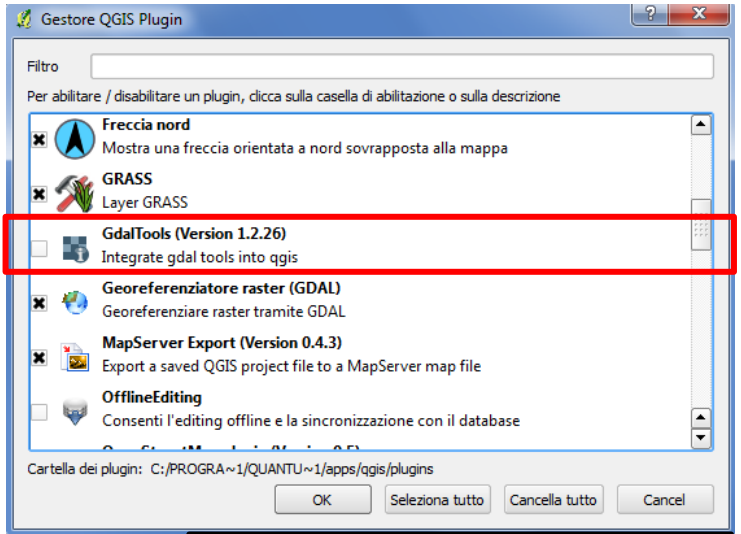 Gestore QGIS Plugin
Filtro
Per abilitare / disabilitare un plugin, clicca sulla casella di abilitazione o sulla descrizione
Freccia nord
Mostra una freccia orientata a nord sovrapposta alla mappa
GRASS
Layer GRASS
GdalTools (Version 1.2.26)
Integrate gdal tools into qgis
Georeferenziatore raster (GDAL)
Georeferenziare raster tramite GDAL
MapServer Export (Version 0.4.3)
Export a saved QGIS project file to a MapServer map file
OfflineEditing
Consenti l'editing offline e la sincronizzazione con il database
Cartella dei plugin: C:/PROGRA~1/QUANTU~1/apps/qgis/plugins
OK Seleziona tutto Cancella tutto Cancel